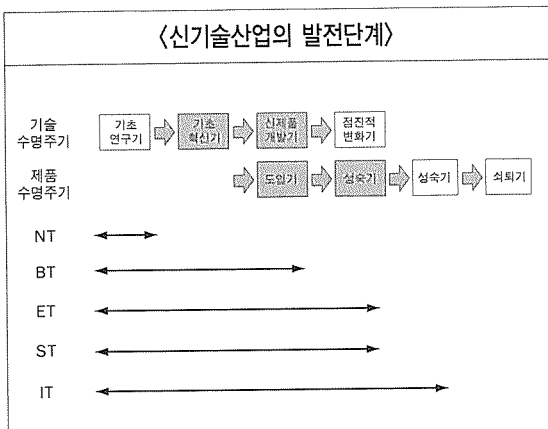 〈신기술산업의 발전단계〉
기술
수명주기
기초
연구기
기초
혁신기
신제품
개발기
점진적
변화기
제품
수명주기
도입기
성숙기
성숙기
쇠퇴기
NT
BT
ET
ST
IT